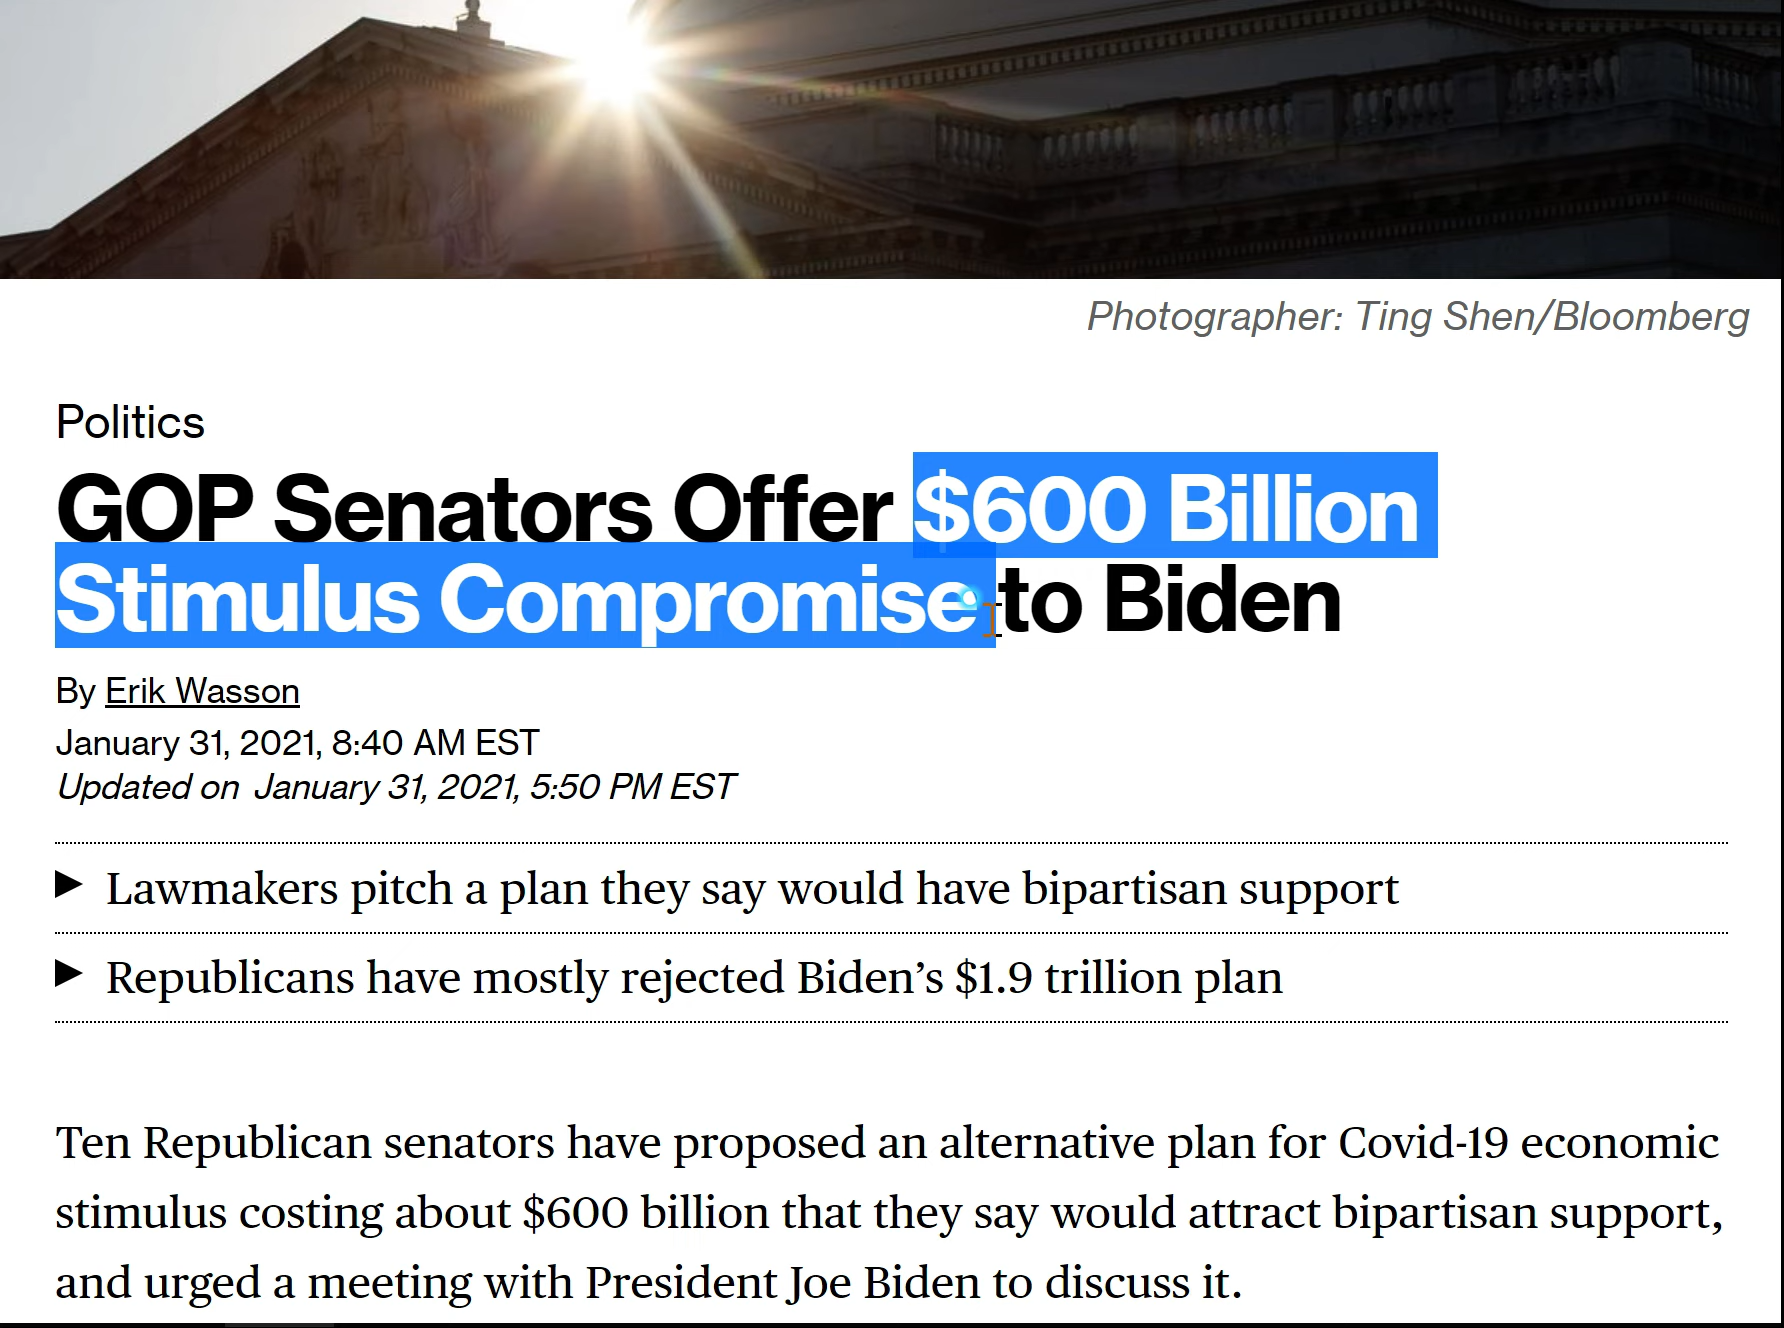 Photographer: Ting Shen/Bloomberg
Politics
GOP Senators Offer $600 Billion
Stimulus Compromise to Biden
By Erik Wasson
January 31, 2021, 8:40 AM EST
Updated on January 31, 2021, 5:50 PM EST
Lawmakers pitch a plan they say would have bipartisan support
Republicans have mostly rejected Biden’s $1.9 trillion plan
Ten Republican senators have proposed an alternative plan for Covid-19 economic
stimulus costing about $600 billion that they say would attract bipartisan support,
and urged a meeting with President Joe Biden to discuss it.